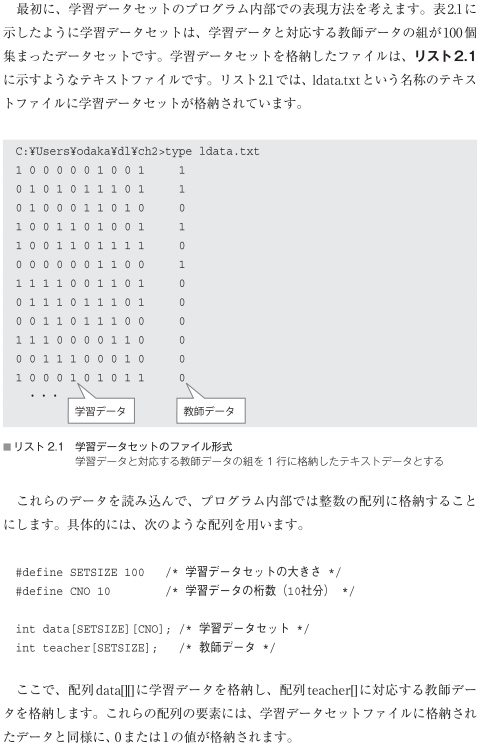 最初に、学習データセットのプログラム内部での表現方法を考えます。表2.1に
示したように学習データセットは、学習データと対応する教師データの組が100個
集まったデータセットです。学習データセットを格納したファイルは、リスト2.1
に示すようなテキストファイルです。リスト2.1では、ldata.txtという名称のテキス
トファイルに学習データセットが格納されています。
C:¥Users¥odaka¥dl¥ch2>type ldata.txt
1 0 0 0 0 0 1 0 0 1 1
0 1 0 1 0 1 1 1 0 1 1
0 1 0 0 0 1 1 0 1 0 0
1 0 0 1 1 0 1 0 0 1 1
1 0 0 1 1 0 1 1 1 1 0
0 0 0 0 0 0 1 1 0 0 1
1 1 1 1 0 0 1 1 0 1 0
0 1 1 1 0 1 1 1 0 1 0
0 0 1 1 0 1 1 1 0 0 0
1 1 1 0 0 0 0 1 1 0 0
0 0 1 1 1 0 0 0 1 0 0
1 0 0 0 1 0 1 0 1 1 0
・・・
学習データ 教師データ
■リスト2.1 学習データセットのファイル形式
学習データと対応する教師データの組を1行に格納したテキストデータとする
これらのデータを読み込んで、プログラム内部では整数の配列に格納すること
にします。具体的には、次のような配列を用います。
#define SETSIZE 100 /* 学習データセットの大きさ */
#define CNO 10 /* 学習データの桁数（10社分） */
int data[SETSIZE][CNO]; /* 学習データセット */
int teacher[SETSIZE]; /* 教師データ */
ここで、配列data[][]に学習データを格納し、配列teacher[]に対応する教師デー
タを格納します。これらの配列の要素には、学習データセットファイルに格納され
たデータと同様に、0または1の値が格納されます。